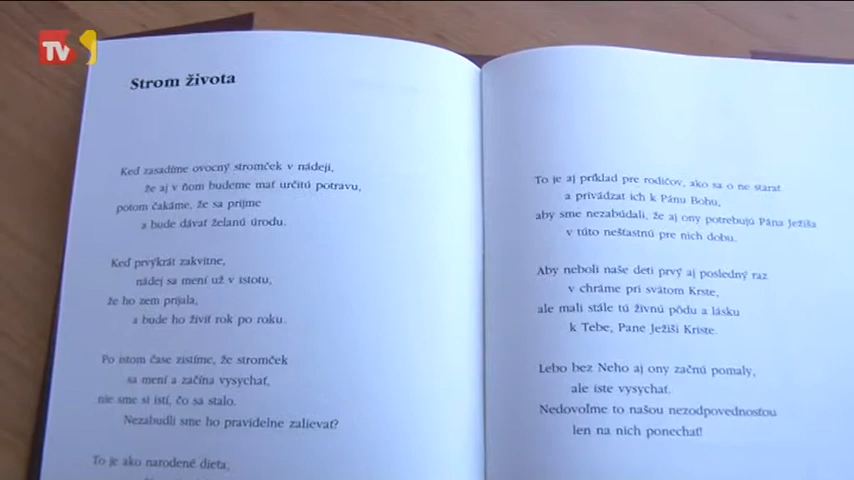 TV 9
Strom života
Keď zasadíme ovocný stromček v nádeji,
že aj v ňom budeme mať určitú potravu,
potom čakáme, že sa príjme
a bude dávať želanú úrodu.
Keď prvýkrát zakvitne,
nádej sa mení už v istotu,
že ho zem prijala,
a bude ho živiť rok po roku.
Po istom čase zistíme, že stromček
sa mení a začína vysychať,
nie sme si istí, čo sa stalo.
Nezabudli sme ho pravidelne zalievať?
To je ako narodené dieťa,
To je aj príklad pre rodičov, ako sa o ne starať
a privádzať ich k Pánu Bohu,
aby sme nezabúdali, že aj ony potrebujú Pána Ježiša
v túto nešťastnú pre nich dobu.
Aby neboli naše deti prvý aj posledný raz
v chráme pri svätom Krste,
ale mali stále tú živnú pôdu a lásku
k Tebe, Pane Ježiši Kriste.
Lebo bez Neho aj ony začnú pomaly,
ale iste vysychať.
Nedovoľme to našou nezodpovednosťou
len na nich ponechať!